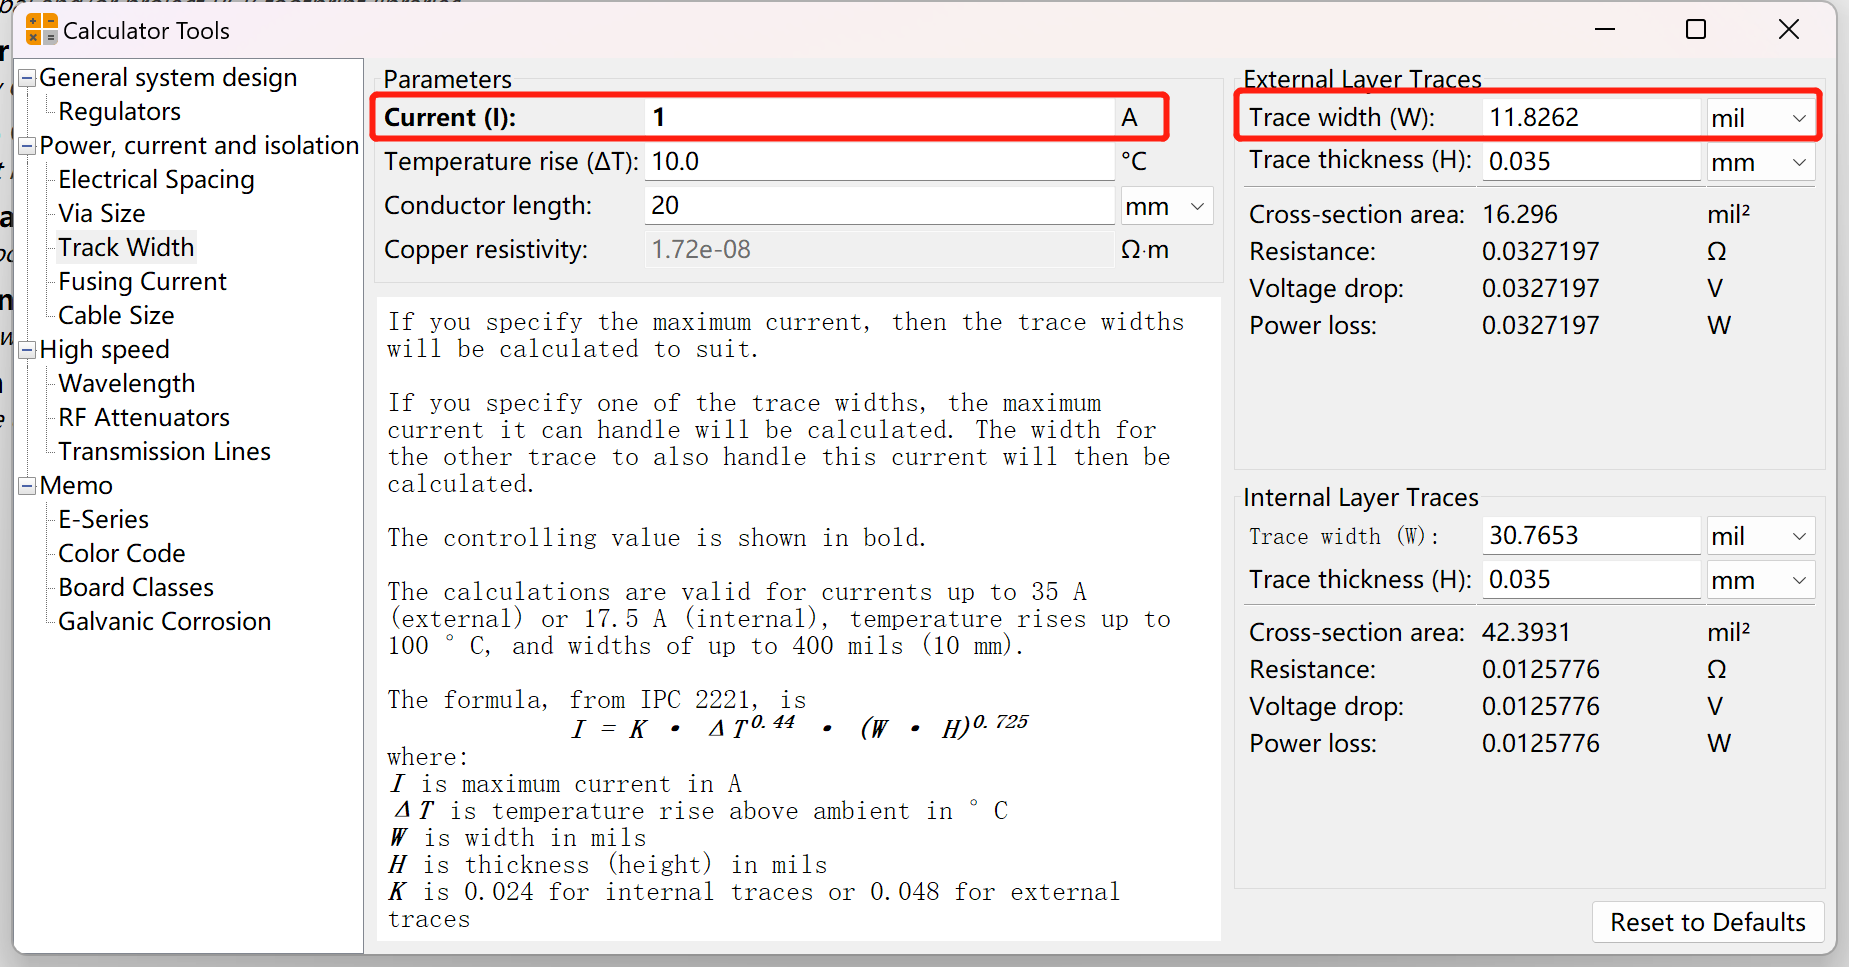 Calculator Tools
General system design
Regulators
Power, current and isolation
Electrical Spacing
Via Size
Track Width
Fusing Current
Cable Size
High speed
Wavelength
RF Attenuators
Transmission Lines
Memo
E-Series
Color Code
Board Classes
Galvanic Corrosion
Parameters
Current (I): 1 A
Temperature rise (ΔT): 10.0 °C
Conductor length: 20 mm
Copper resistivity: 1.72e-08 Ω·m
If you specify the maximum current, then the trace widths
will be calculated to suit.
If you specify one of the trace widths, the maximum
current it can handle will be calculated. The width for
the other trace to also handle this current will then be
calculated.
The controlling value is shown in bold.
The calculations are valid for currents up to 35 A
(external) or 17.5 A (internal), temperature rises up to
100 ° C, and widths of up to 400 mils (10 mm).
The formula, from IPC 2221, is
I = K · ΔT^0.44 · (W · H)^0.725
where:
I is maximum current in A
ΔT is temperature rise above ambient in ° C
W is width in mils
H is thickness (height) in mils
K is 0.024 for internal traces or 0.048 for external
traces
External Layer Traces
Trace width (W): 11.8262 mil
Trace thickness (H): 0.035 mm
Cross-section area: 16.296 mil²
Resistance: 0.0327197 Ω
Voltage drop: 0.0327197 V
Power loss: 0.0327197 W
Internal Layer Traces
Trace width (W): 30.7653 mil
Trace thickness (H): 0.035 mm
Cross-section area: 42.3931 mil²
Resistance: 0.0125776 Ω
Voltage drop: 0.0125776 V
Power loss: 0.0125776 W
Reset to Defaults